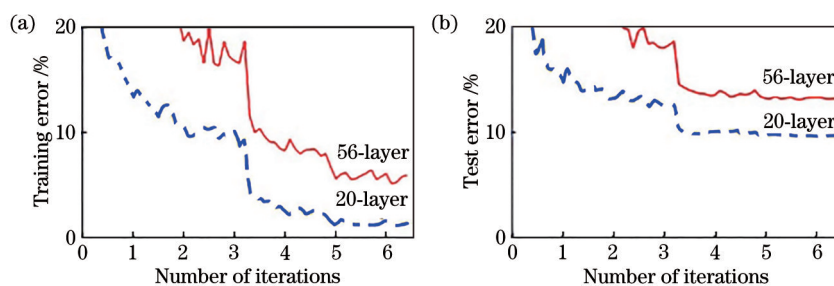 (a)
20
10
0
Training error /%
56-layer
20-layer
0 1 2 3 4 5 6
Number of iterations
(b)
20
10
0
Test error /%
56-layer
20-layer
0 1 2 3 4 5 6
Number of iterations